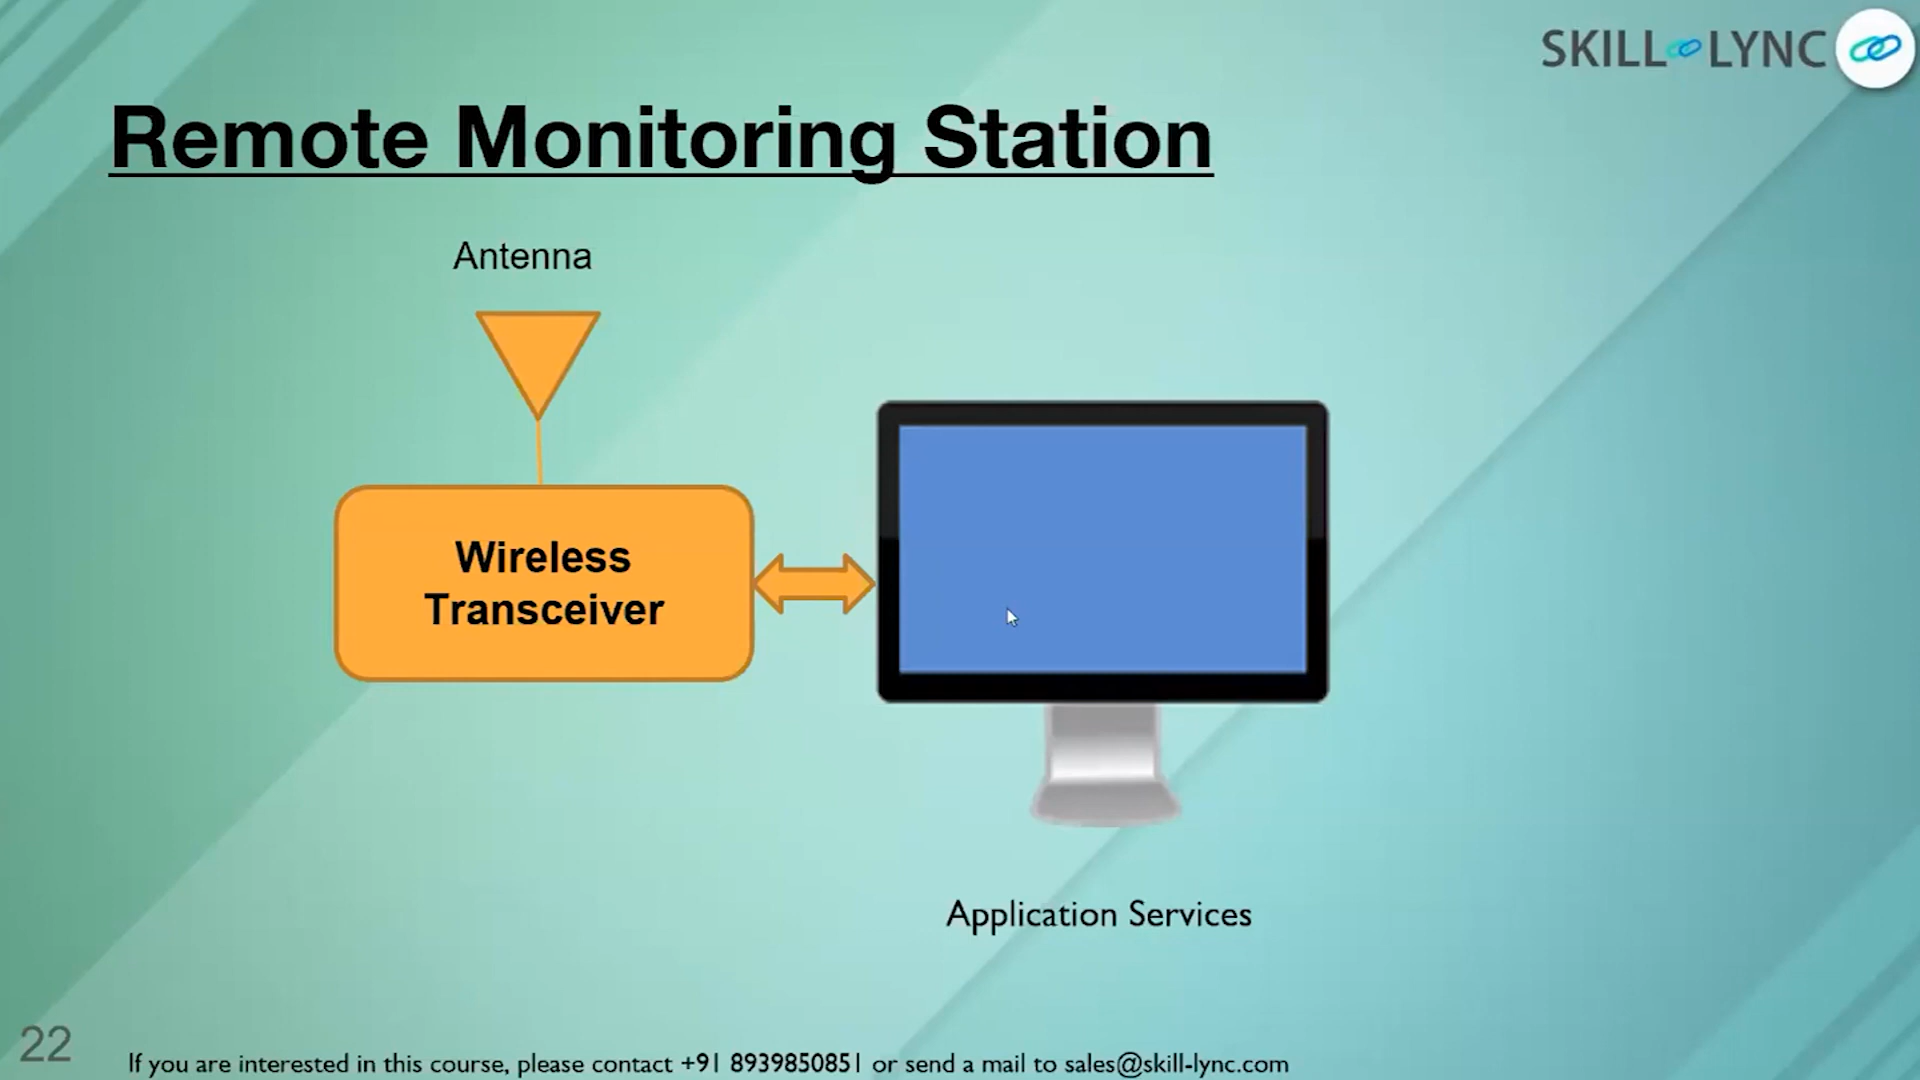 SKILL LYNC
Remote Monitoring Station
Antenna
Wireless
Transceiver
Application Services
22
If you are interested in this course, please contact +91 8939850851 or send a mail to sales@skill-lync.com